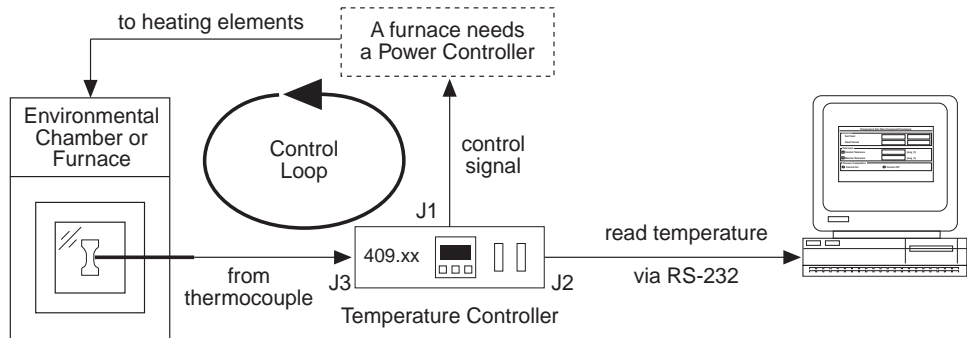 to heating elements
A furnace needs
a Power Controller
Environmental
Chamber or
Furnace
Control
Loop
control
signal
J1
409.xx
J3
J2
from
thermocouple
Temperature Controller
read temperature
via RS-232